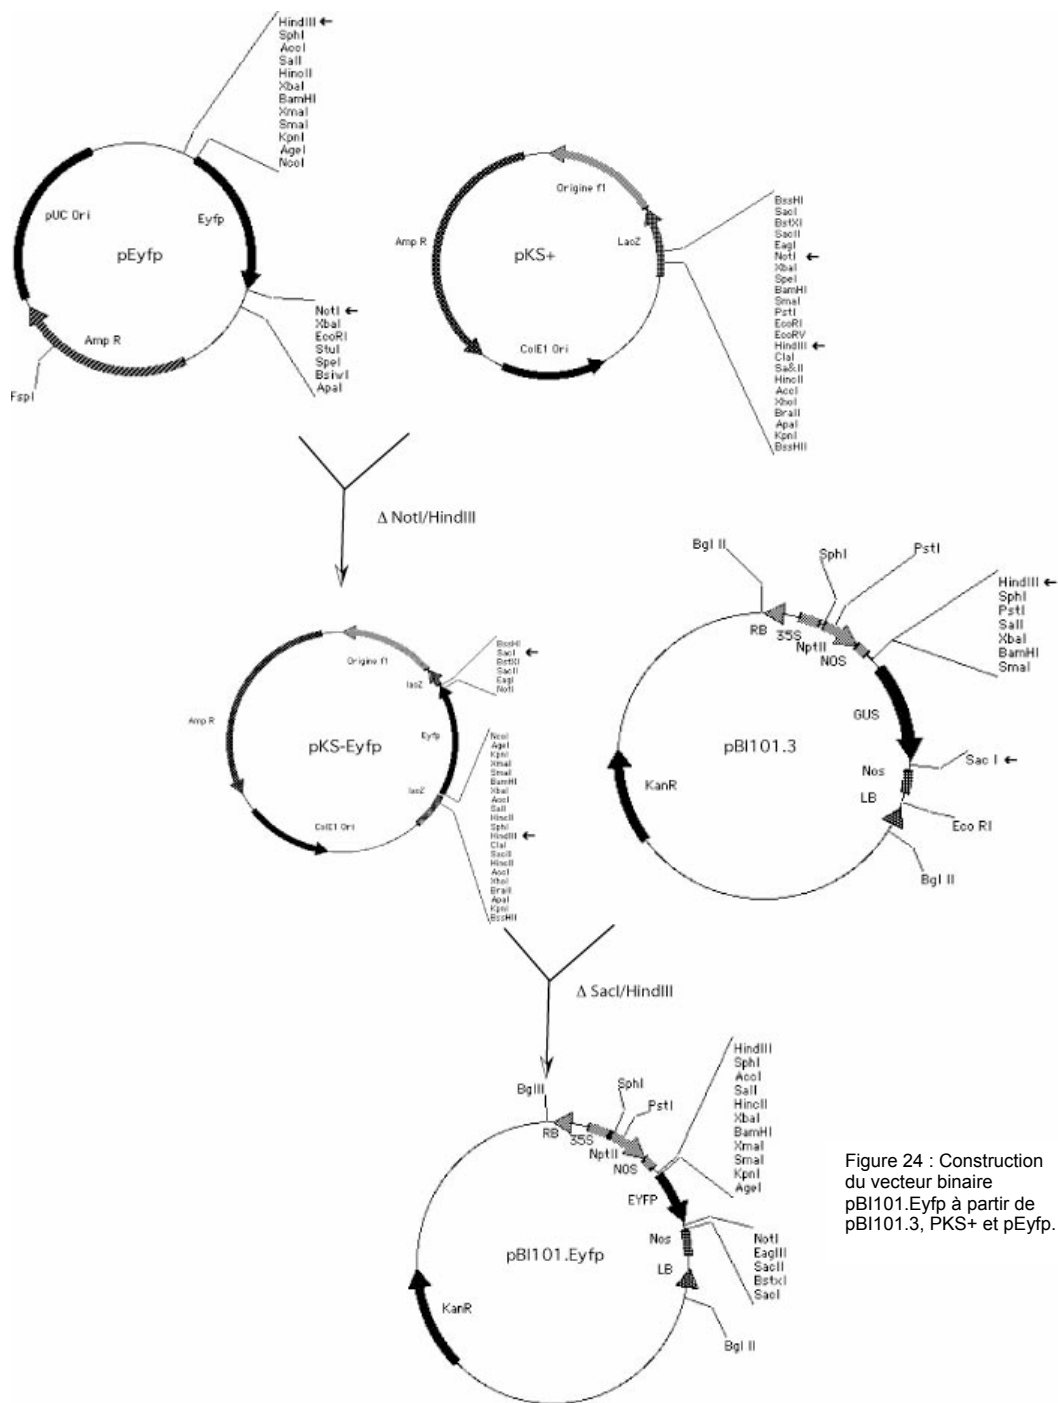 HindIII ←
SphI
AccI
SalI
HincII
XbaI
BamHI
XmaI
SmaI
KpnI
AgeI
NcoI
pUC Ori
Eyfp
pEyfp
Amp R
FspI
NotI ←
XbaI
EcoRI
StuI
SpeI
BsiwI
ApaI
Origine f1
Amp R
LacZ
pKS+
ColE1 Ori
BssHI
SacI
BstXI
SacII
EagI
NotI ←
XbaI
SpeI
BamHI
SmaI
PstI
EcoRI
EcoRV
HindIII ←
ClaI
HincII
AccI
XhoI
BraII
ApaI
KpnI
BssHII
Δ NotI/HindIII
Origine f1
Amp R
lacZ
Eyfp
pKS-Eyfp
lacZ
ColE1 Ori
BssHI
SacI ←
BstXI
SacII
EagI
NotI
NcoI
AgeI
KpnI
XmaI
SmaI
BamHI
XbaI
AccI
SalI
HincII
SphI
HindIII ←
ClaI
SacII
HincII
AccI
XhoI
BraII
ApaI
KpnI
BssHII
Bgl II
SphI
PstI
HindIII ←
SphI
PstI
SalI
XbaI
BamHI
SmaI
RB
35S
NptII
NOS
GUS
pBI101.3
KanR
Nos
LB
Sac I ←
Eco RI
Bgl II
Δ SacI/HindIII
BglII
SphI
PstI
HindIII
SphI
AccI
SalI
HincII
XbaI
BamHI
XmaI
SmaI
KpnI
AgeI
RB
35S
NptII
NOS
EYFP
Nos
pBI101.Eyfp
LB
KanR
NotI
EagIII
SacII
BstxI
SacI
Bgl II
Figure 24 : Construction
du vecteur binaire
pBI101.Eyfp à partir de
pBI101.3, PKS+ et pEyfp.